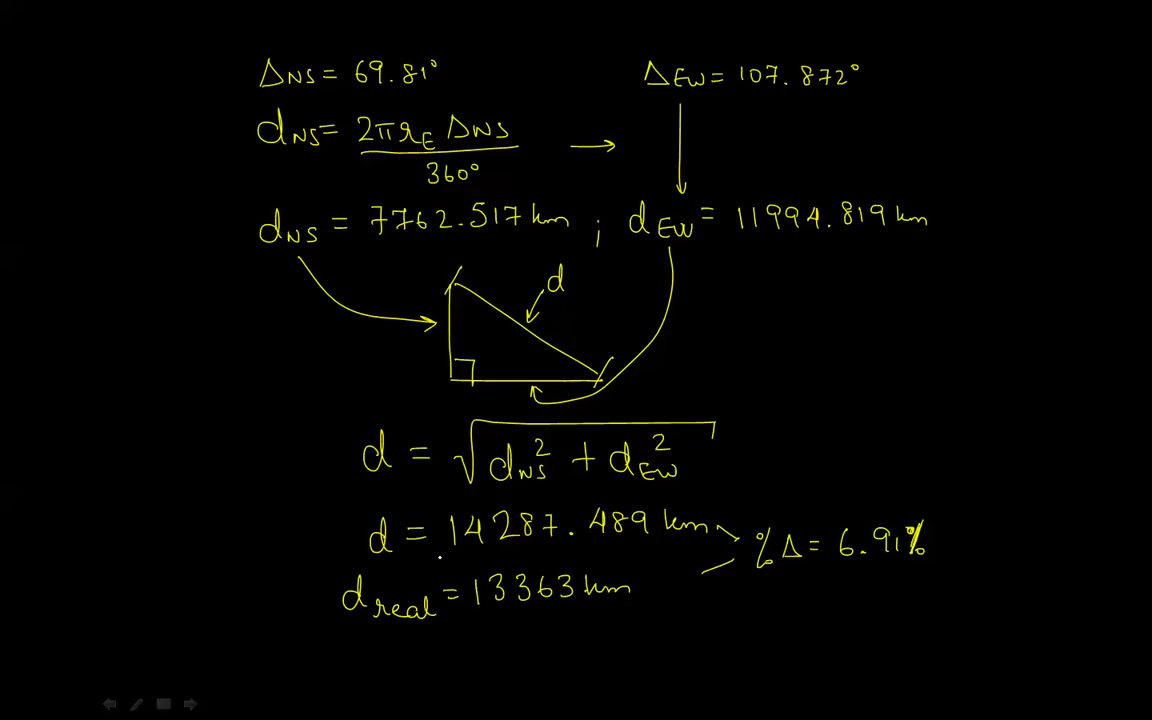 ΔNS = 69.81° ΔEW = 107.872°
dNS = 2πrE ΔNS
360°
dNS = 7762.517 km ; dEW = 11994.819 km
d
d = √dNS² + dEW²
d = 14287.489 km
%Δ = 6.91%
dreal = 13363 km